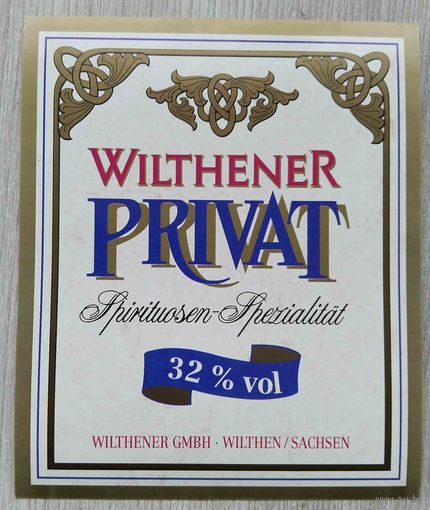 WILTHENER
PRIVAT
Spirituosen-Spezialität
32 % vol
WILTHENER GMBH · WILTHEN/SACHSEN